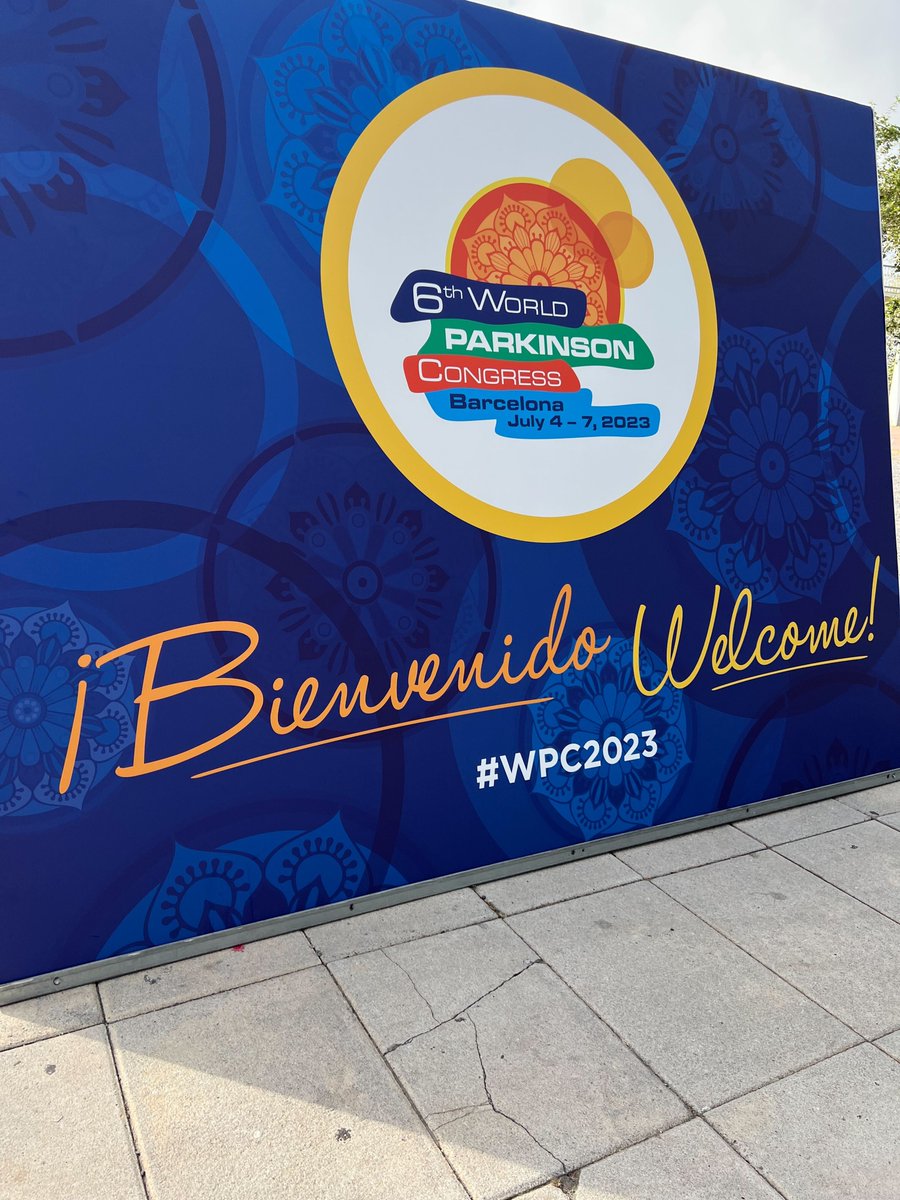 6th WORLD
PARKINSON
CONGRESS
Barcelona
July 4 – 7, 2023
¡Bienvenido Welcome!
#WPC2023